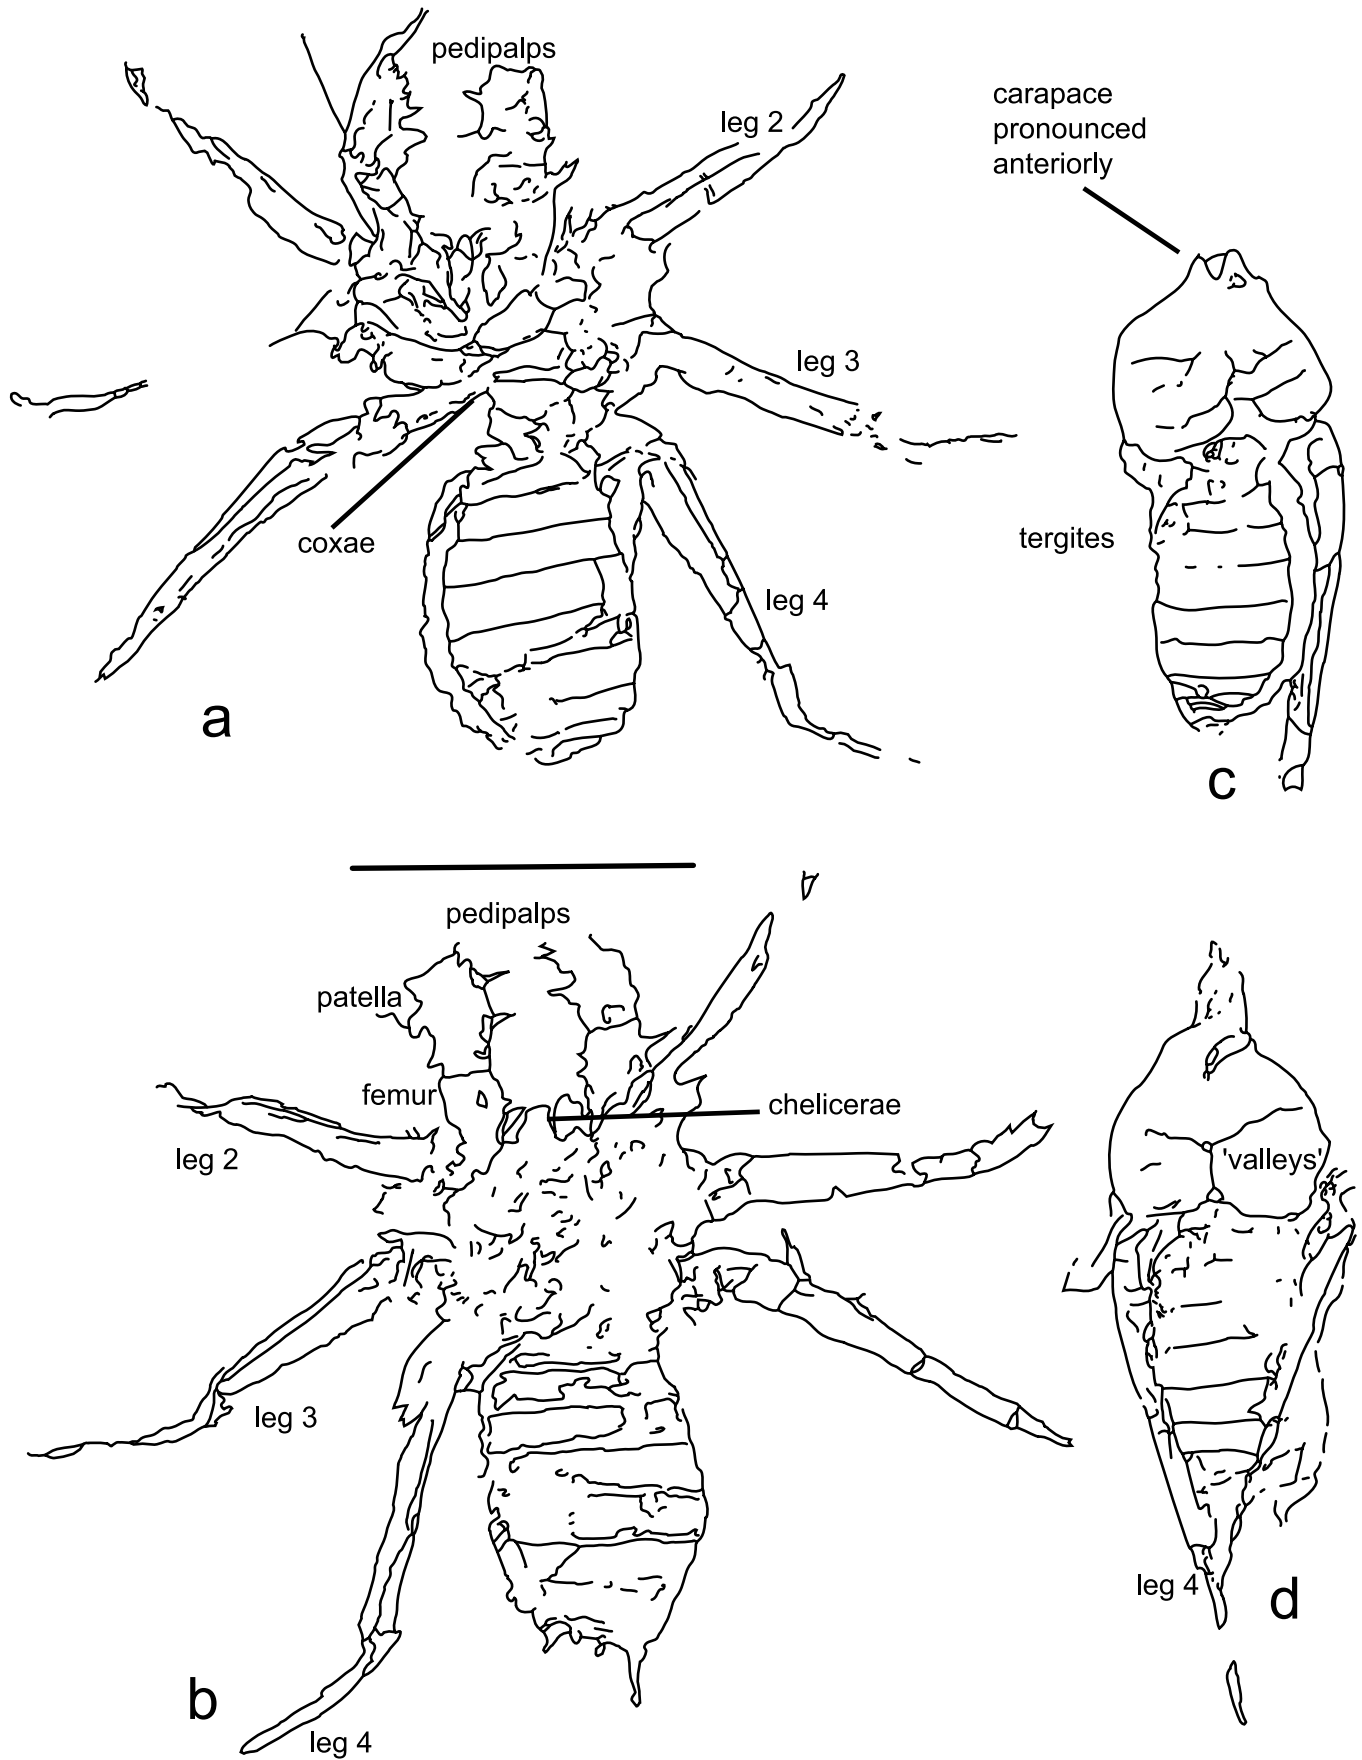 pedipalps
leg 2
carapace
pronounced
anteriorly
leg 3
coxae
tergites
leg 4
a
c
pedipalps
patella
femur
chelicerae
leg 2
'valleys'
leg 3
leg 4
d
b
leg 4